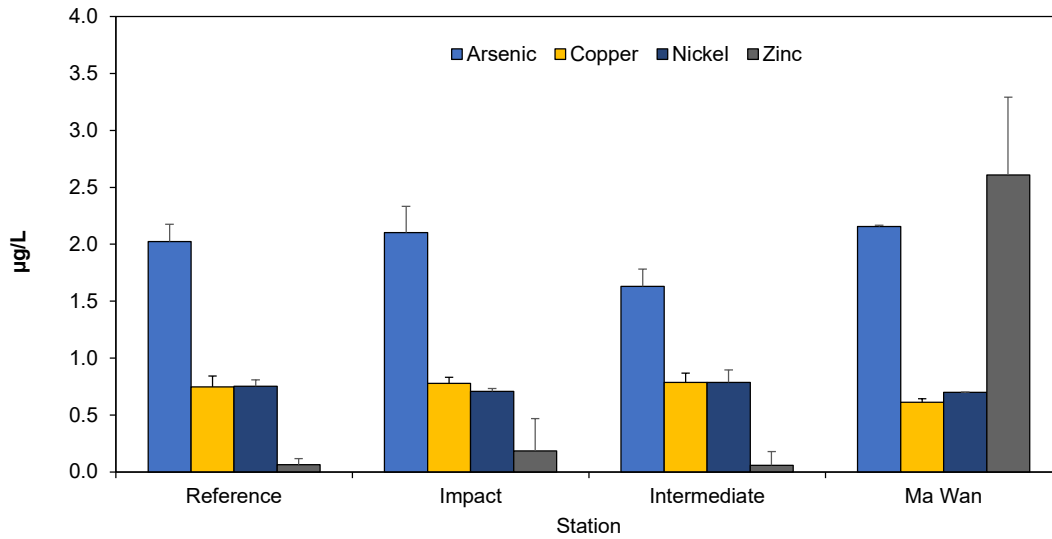 4.0
3.5
3.0
2.5
2.0
1.5
1.0
0.5
0.0
µg/L
Arsenic Copper Nickel Zinc
Reference Impact Intermediate Ma Wan
Station